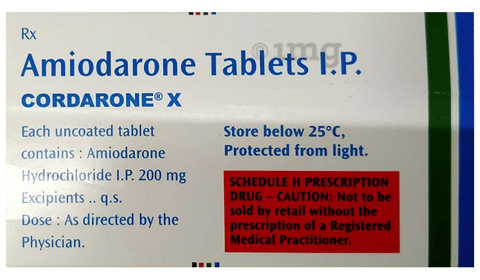 Rx
Amiodarone Tablets I.P.
CORDARONE® X
Each uncoated tablet
contains : Amiodarone
Hydrochloride I.P. 200 mg
Excipients .. q.s.
Dose : As directed by the
Physician.
Store below 25°C,
Protected from light.
SCHEDULE H PRESCRIPTION
DRUG – CAUTION: Not to be
sold by retail without the
prescription of a Registered
Medical Practitioner.
©1mg